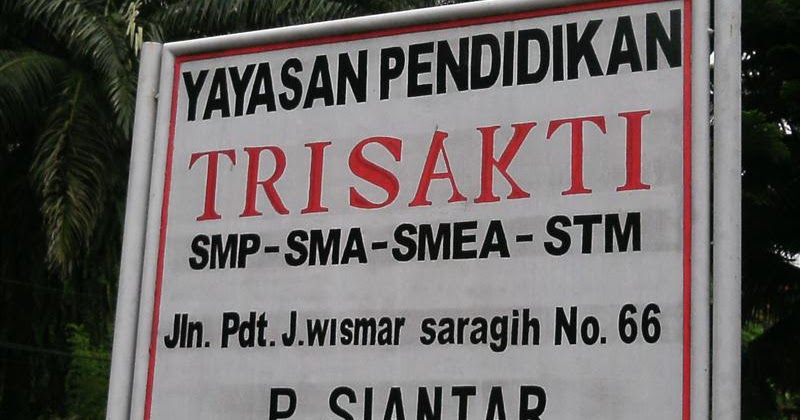 YAYASAN PENDIDIKAN
TRISAKTI
SMP-SMA-SMEA-STM
Jln. Pdt. J.wismar saragih No. 66
P. SIANTAR